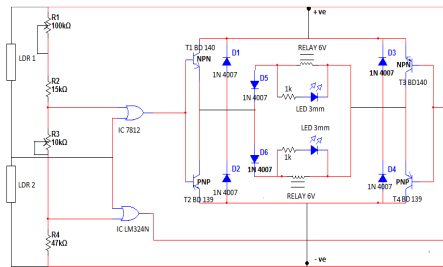 + ve
R1
100kΩ
T1 BD 140
NPN
D1
1N 4007
RELAY 6V
D3
1N 4007
NPN
T3 BD140
LDR 1
D5
1N 4007
1k
LED 3mm
R2
15kΩ
IC 7812
R3
10kΩ
LED 3mm
1k
D6
1N 4007
LDR 2
PNP
D2
1N 4007
RELAY 6V
D4
1N 4007
PNP
T2 BD 139
T4 BD 139
IC LM324N
R4
47kΩ
- ve